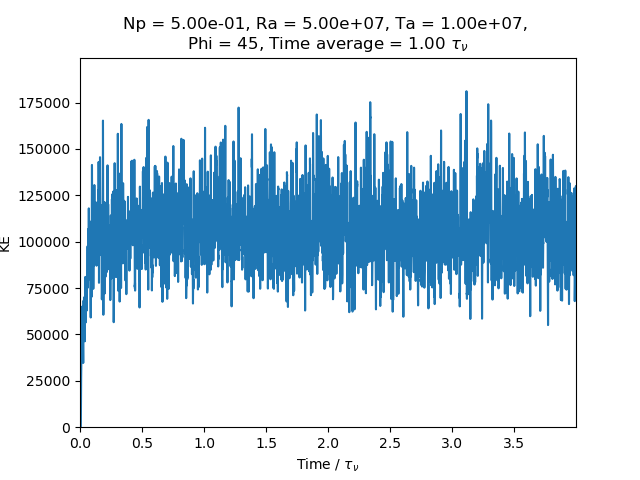 Np = 5.00e-01, Ra = 5.00e+07, Ta = 1.00e+07,
Phi = 45, Time average = 1.00 τν
175000
150000
125000
100000
75000
50000
25000
0
KE
0.0 0.5 1.0 1.5 2.0 2.5 3.0 3.5
Time / τν